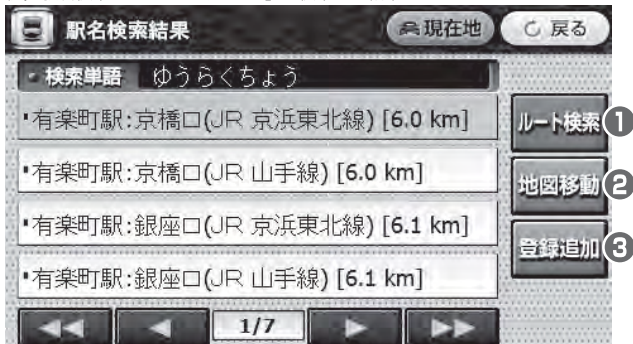 駅名検索結果 現在地 戻る
・検索単語 ゆうらくちょう
・有楽町駅:京橋口(JR 京浜東北線) [6.0 km]
ルート検索 ❶
・有楽町駅:京橋口(JR 山手線) [6.0 km]
地図移動 ❷
・有楽町駅:銀座口(JR 京浜東北線) [6.1 km]
登録追加 ❸
・有楽町駅:銀座口(JR 山手線) [6.1 km]
1/7